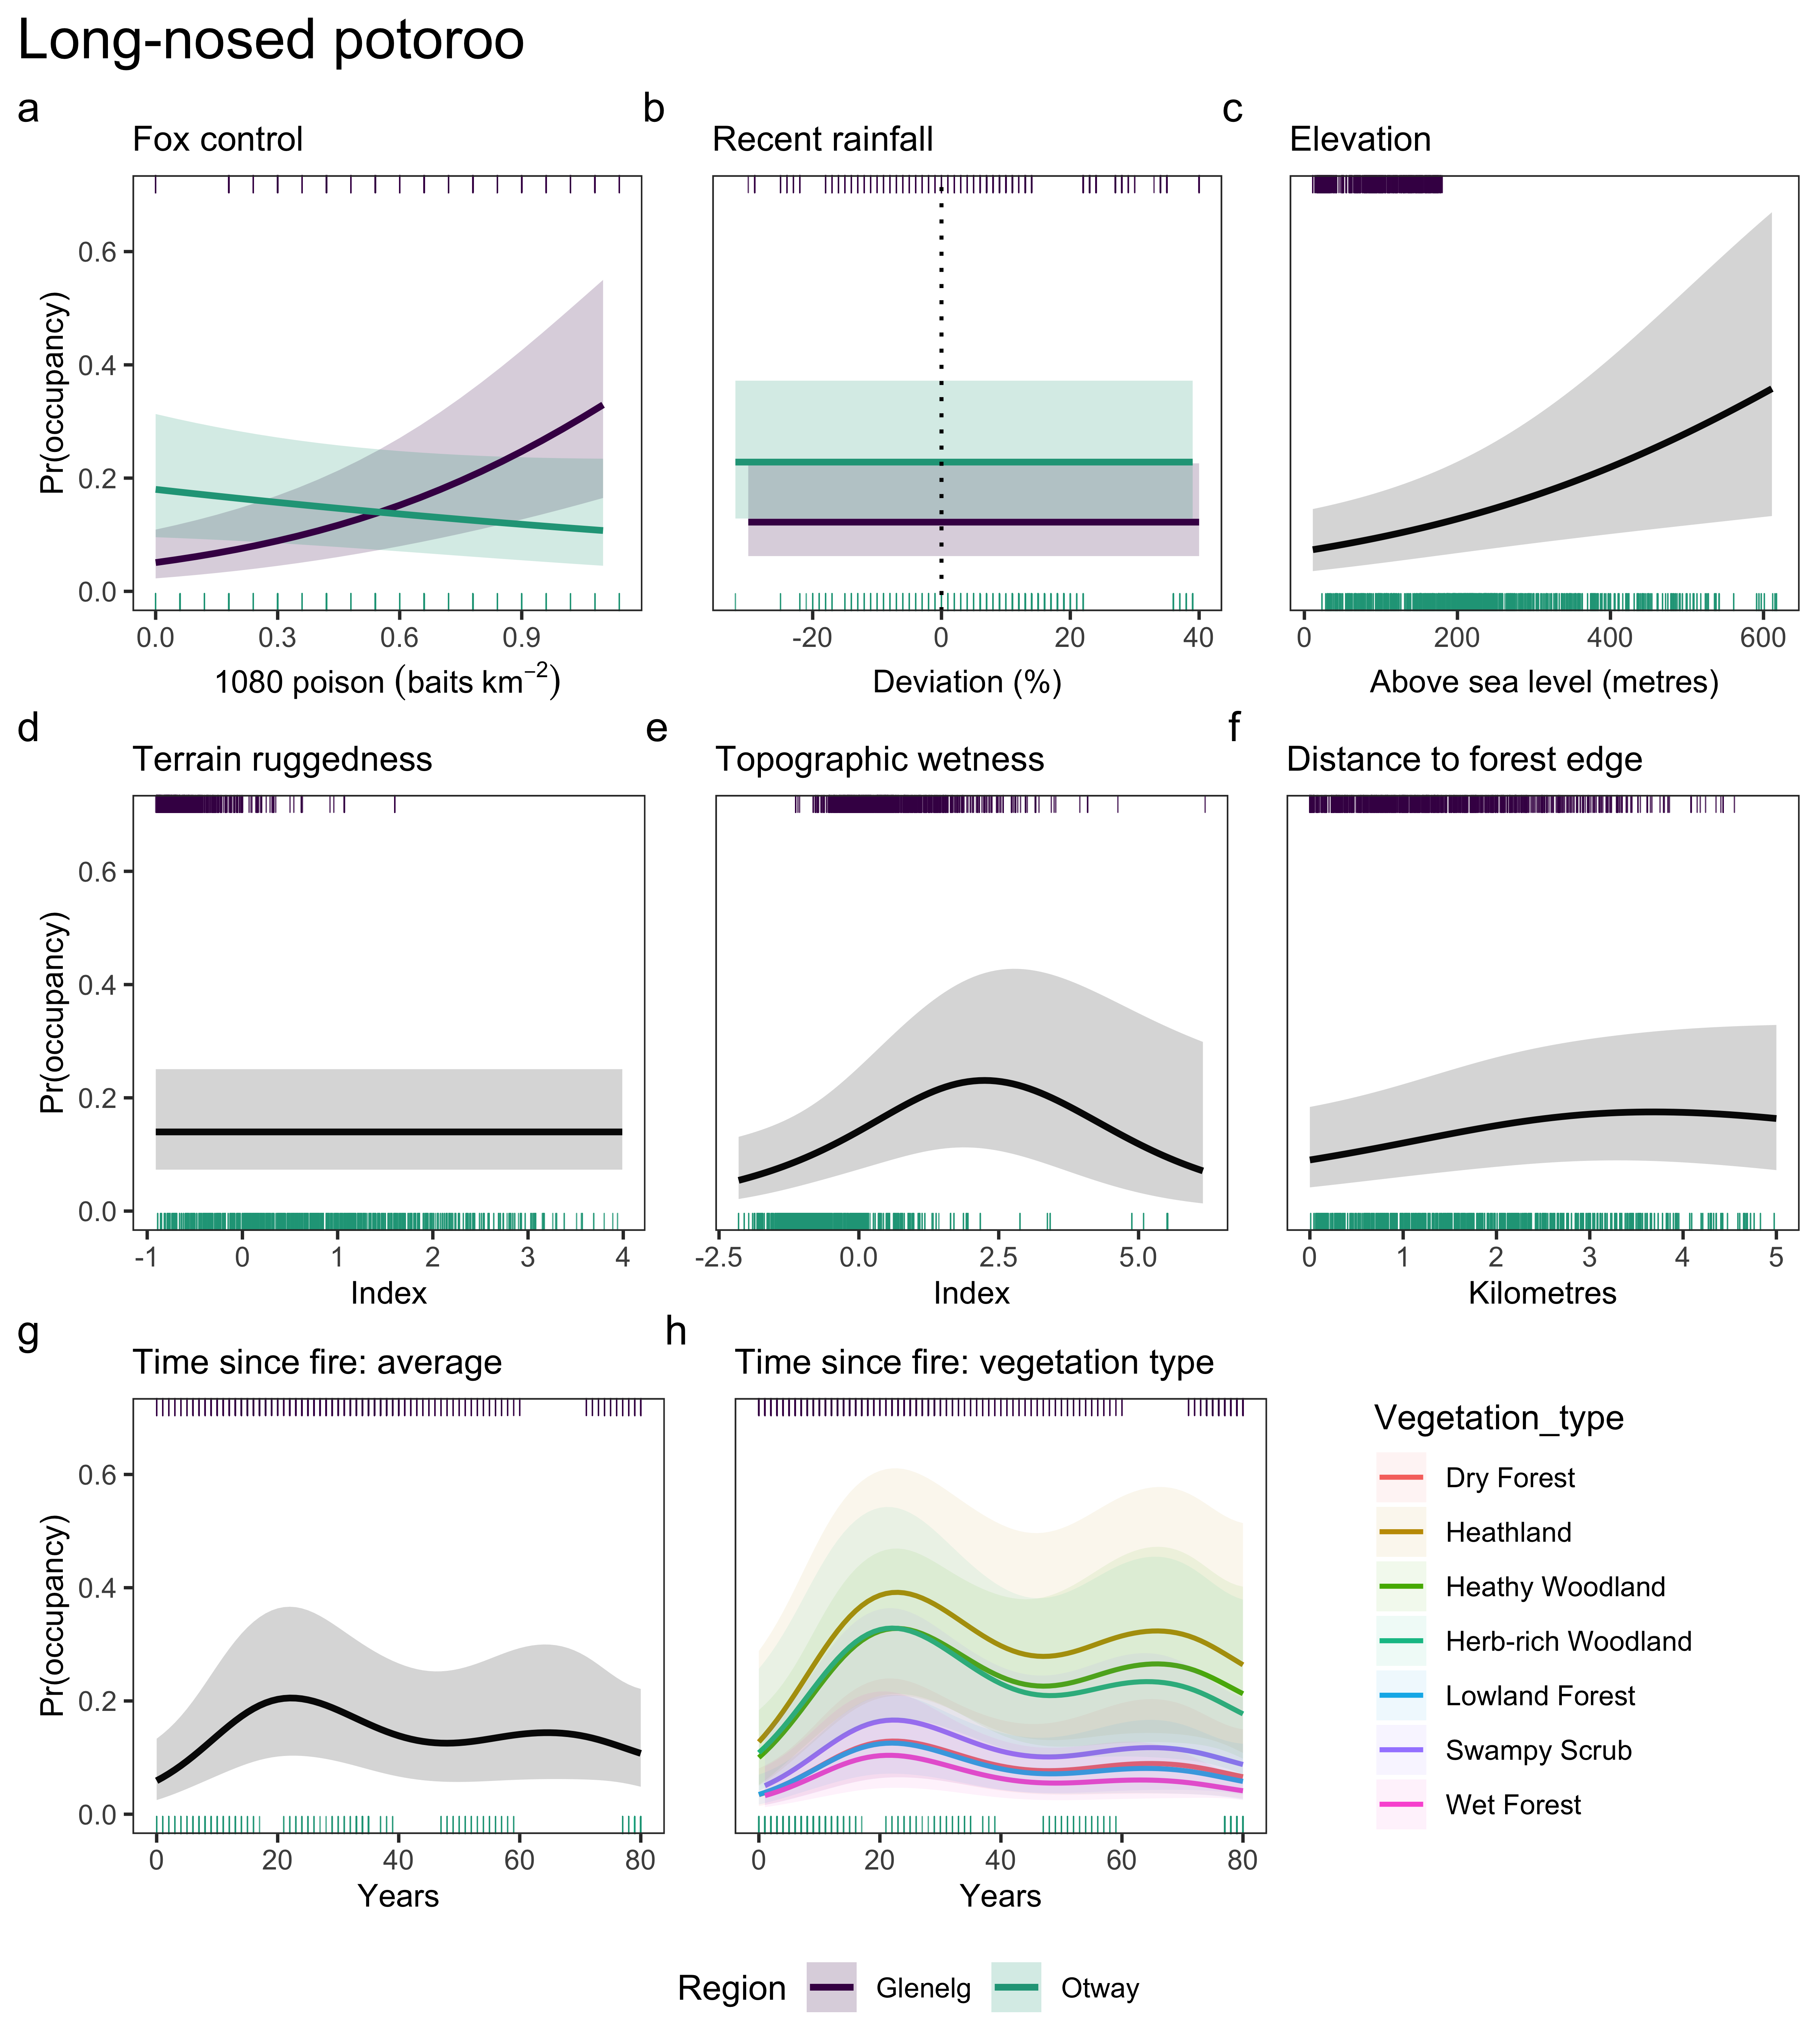 Long-nosed potoroo
a
Fox control
b
Recent rainfall
c
Elevation
Pr(occupancy)
0.6
0.4
0.2
0.0
0.0 0.3 0.6 0.9
1080 poison (baits km⁻²)
-20 0 20 40
Deviation (%)
0 200 400 600
Above sea level (metres)
d
Terrain ruggedness
e
Topographic wetness
f
Distance to forest edge
Pr(occupancy)
0.6
0.4
0.2
0.0
-1 0 1 2 3 4
Index
-2.5 0.0 2.5 5.0
Index
0 1 2 3 4 5
Kilometres
g
Time since fire: average
h
Time since fire: vegetation type
Pr(occupancy)
0.6
0.4
0.2
0.0
0 20 40 60 80
Years
0 20 40 60 80
Years
Vegetation_type
Dry Forest
Heathland
Heathy Woodland
Herb-rich Woodland
Lowland Forest
Swampy Scrub
Wet Forest
Region Glenelg Otway